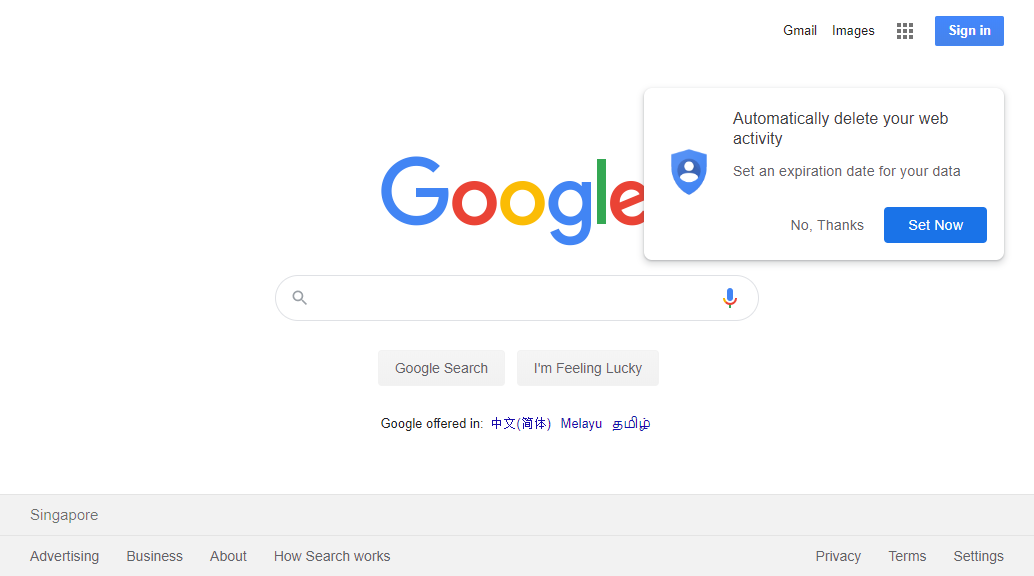 Gmail Images Sign in
Automatically delete your web
activity
Set an expiration date for your data
No, Thanks Set Now
Google
Google Search I'm Feeling Lucky
Google offered in: 中文(简体) Melayu தமிழ்
Singapore
Advertising Business About How Search works Privacy Terms Settings